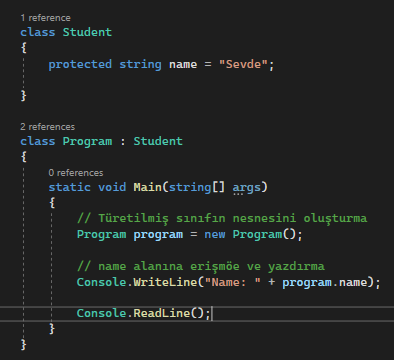 1 reference
class Student
{
protected string name = "Sevde";
}
2 references
class Program : Student
{
0 references
static void Main(string[] args)
{
// Türetilmiş sınıfın nesnesini oluşturma
Program program = new Program();
// name alanına erişmöe ve yazdırma
Console.WriteLine("Name: " + program.name);
Console.ReadLine();
}
}